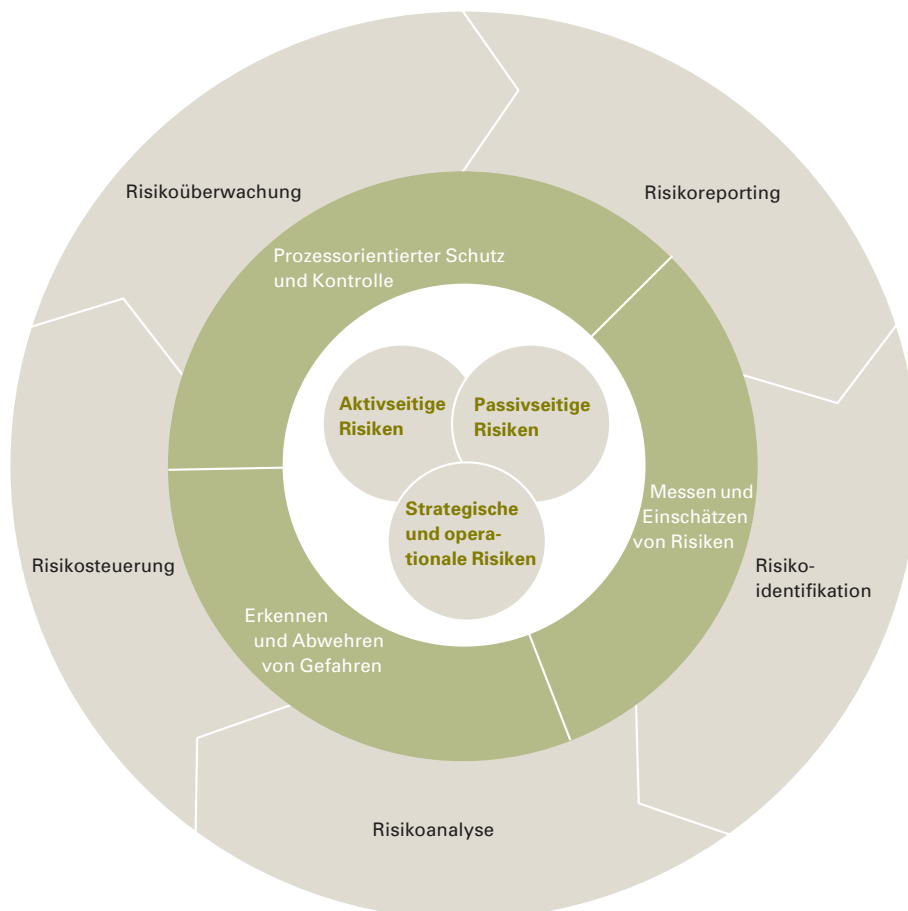 Risikoüberwachung
Risikoreporting
Prozessorientierter Schutz
und Kontrolle
Aktivseitige
Risiken
Passivseitige
Risiken
Strategische
und opera-
tionale Risiken
Messen und
Einschätzen
von Risiken
Risikosteuerung
Risiko-
identifikation
Erkennen
und Abwehren
von Gefahren
Risikoanalyse